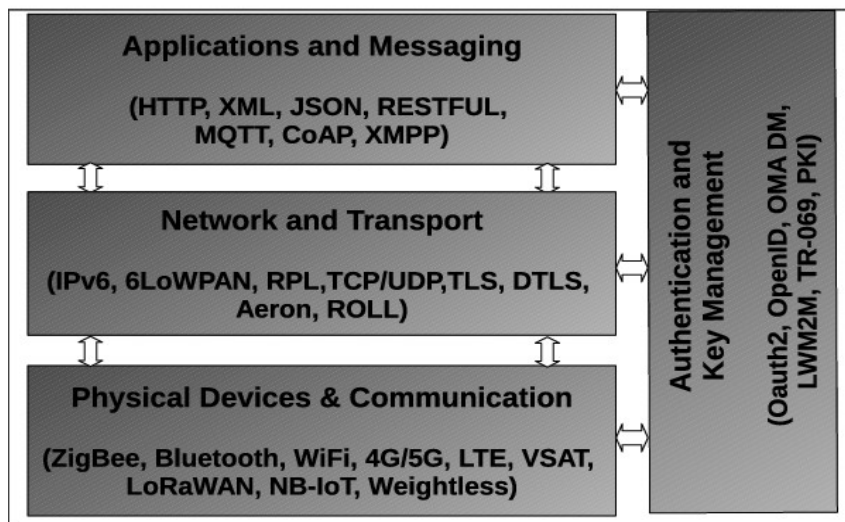 Applications and Messaging
(HTTP, XML, JSON, RESTFUL,
MQTT, CoAP, XMPP)
Network and Transport
(IPv6, 6LoWPAN, RPL,TCP/UDP,TLS, DTLS,
Aeron, ROLL)
Physical Devices & Communication
(ZigBee, Bluetooth, WiFi, 4G/5G, LTE, VSAT,
LoRaWAN, NB-IoT, Weightless)
Authentication and
Key Management
(Oauth2, OpenID, OMA DM,
LWM2M, TR-069, PKI)